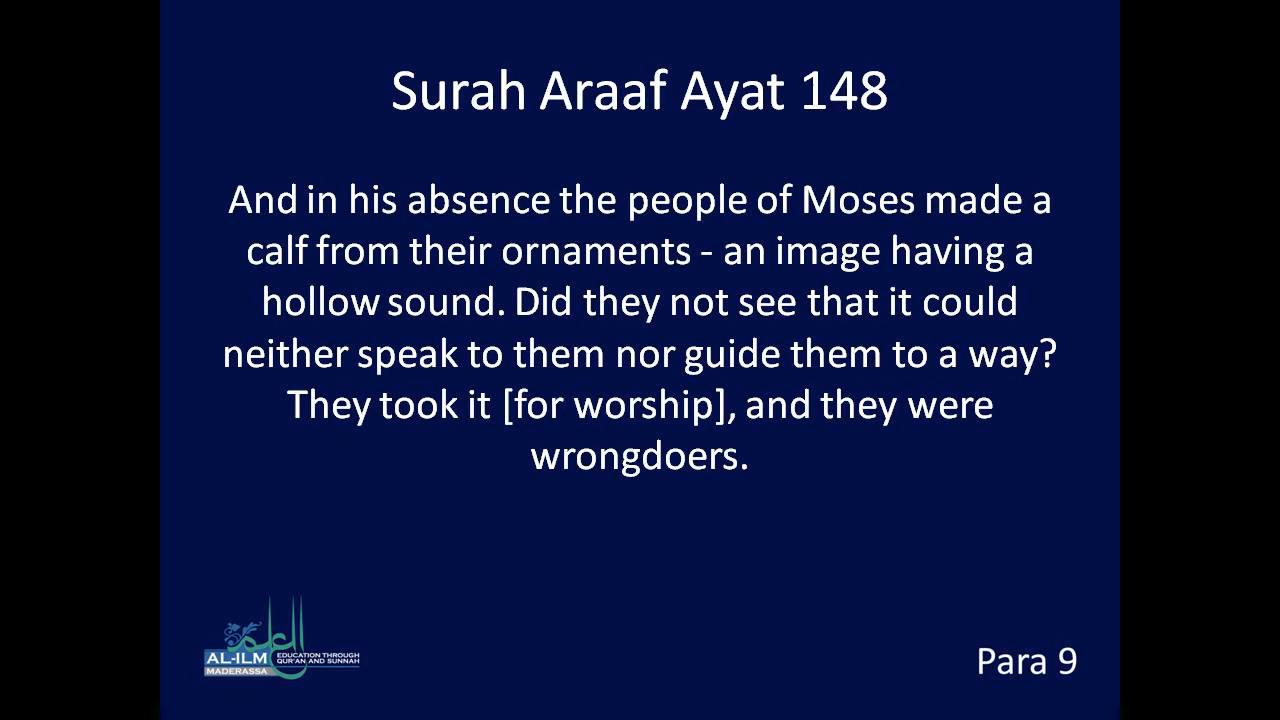 Surah Araaf Ayat 148
And in his absence the people of Moses made a
calf from their ornaments - an image having a
hollow sound. Did they not see that it could
neither speak to them nor guide them to a way?
They took it [for worship], and they were
wrongdoers.
العلم
AL-ILM
MADERASSA
EDUCATION THROUGH
QUR'AN AND SUNNAH
Para 9